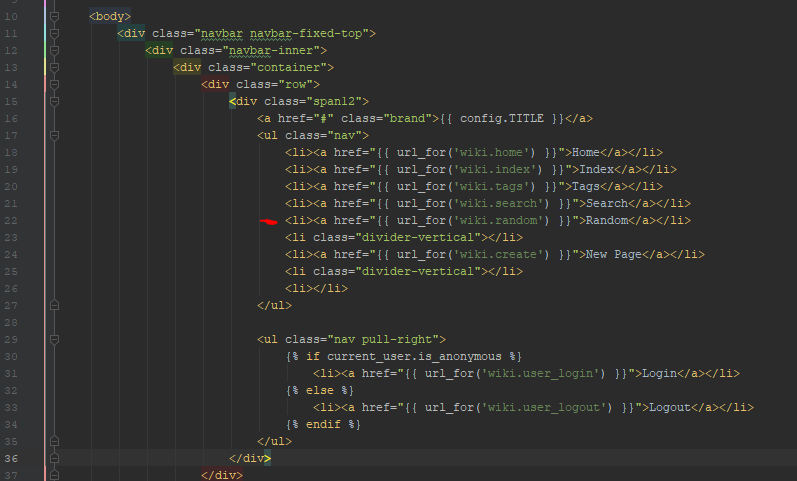 10 <body>
11 <div class="navbar navbar-fixed-top">
12 <div class="navbar-inner">
13 <div class="container">
14 <div class="row">
15 <div class="span12">
16 <a href="#" class="brand">{{ config.TITLE }}</a>
17 <ul class="nav">
18 <li><a href="{{ url_for('wiki.home') }}">Home</a></li>
19 <li><a href="{{ url_for('wiki.index') }}">Index</a></li>
20 <li><a href="{{ url_for('wiki.tags') }}">Tags</a></li>
21 <li><a href="{{ url_for('wiki.search') }}">Search</a></li>
22 <li><a href="{{ url_for('wiki.random') }}">Random</a></li>
23 <li class="divider-vertical"></li>
24 <li><a href="{{ url_for('wiki.create') }}">New Page</a></li>
25 <li class="divider-vertical"></li>
26 <li></li>
27 </ul>
28
29 <ul class="nav pull-right">
30 {% if current_user.is_anonymous %}
31 <li><a href="{{ url_for('wiki.user_login') }}">Login</a></li>
32 {% else %}
33 <li><a href="{{ url_for('wiki.user_logout') }}">Logout</a></li>
34 {% endif %}
35 </ul>
36 </div>
37 </div>